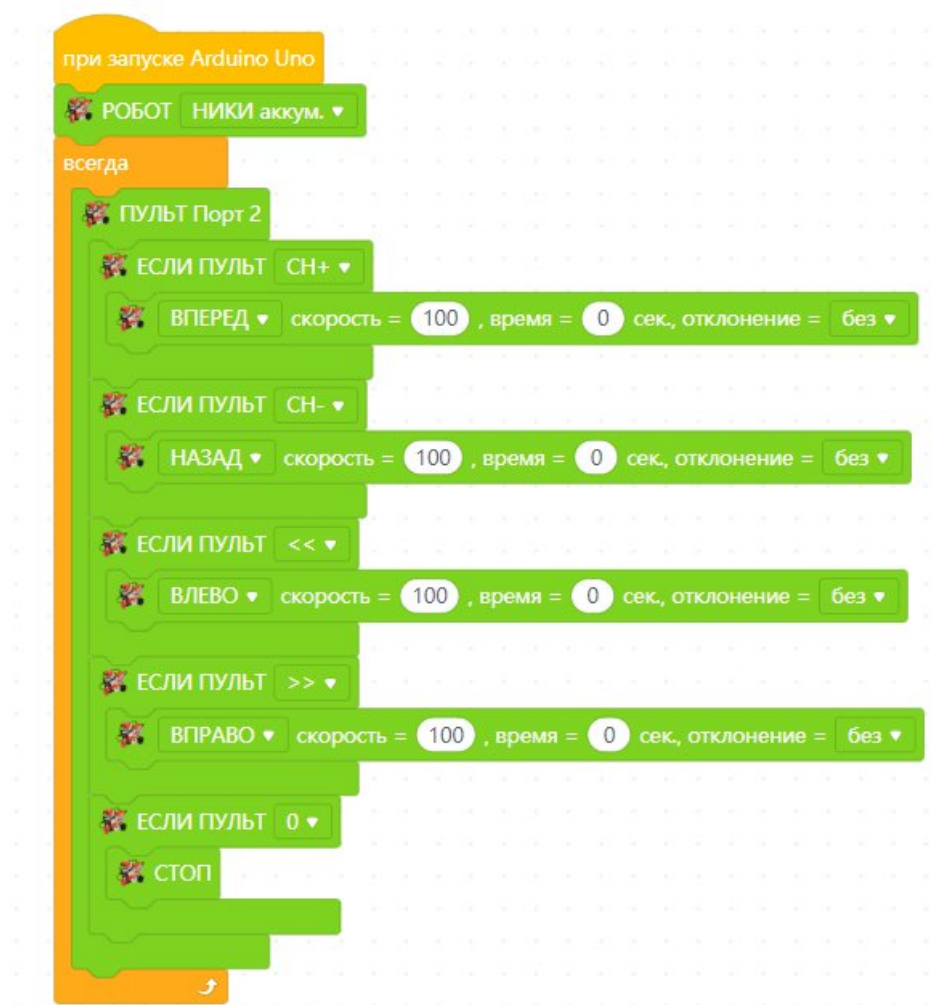 при запуске Arduino Uno
РОБОТ НИКИ аккум.
всегда
ПУЛЬТ Порт 2
ЕСЛИ ПУЛЬТ CH+
ВПЕРЕД скорость = 100 , время = 0 сек., отклонение = без
ЕСЛИ ПУЛЬТ CH-
НАЗАД скорость = 100 , время = 0 сек., отклонение = без
ЕСЛИ ПУЛЬТ <<
ВЛЕВО скорость = 100 , время = 0 сек., отклонение = без
ЕСЛИ ПУЛЬТ >>
ВПРАВО скорость = 100 , время = 0 сек., отклонение = без
ЕСЛИ ПУЛЬТ 0
СТОП